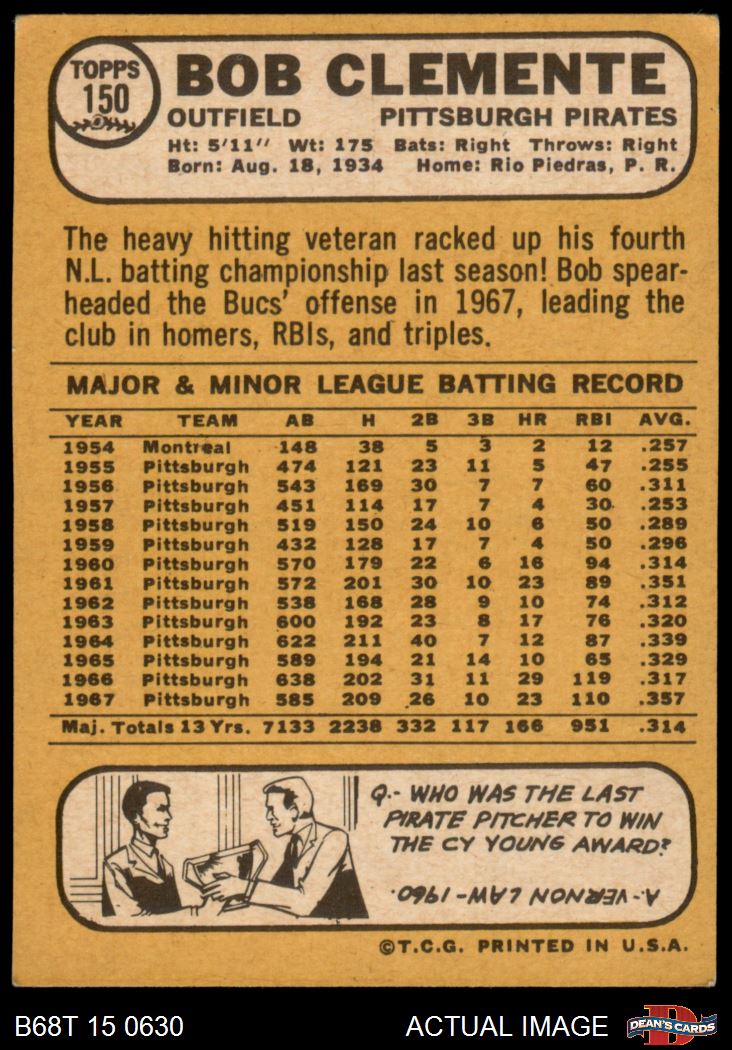 TOPPS
150
BOB CLEMENTE
OUTFIELD PITTSBURGH PIRATES
Ht: 5'11" Wt: 175 Bats: Right Throws: Right
Born: Aug. 18, 1934 Home: Rio Piedras, P. R.
The heavy hitting veteran racked up his fourth
N.L. batting championship last season! Bob spear-
headed the Bucs' offense in 1967, leading the
club in homers, RBIs, and triples.
MAJOR & MINOR LEAGUE BATTING RECORD
YEAR TEAM AB H 2B 3B HR RBI AVG.
1954 Montreal 148 38 5 3 2 12 .257
1955 Pittsburgh 474 121 23 11 5 47 .255
1956 Pittsburgh 543 169 30 7 7 60 .311
1957 Pittsburgh 451 114 17 7 4 30 .253
1958 Pittsburgh 519 150 24 10 6 50 .289
1959 Pittsburgh 432 128 17 7 4 50 .296
1960 Pittsburgh 570 179 22 6 16 94 .314
1961 Pittsburgh 572 201 30 10 23 89 .351
1962 Pittsburgh 538 168 28 9 10 74 .312
1963 Pittsburgh 600 192 23 8 17 76 .320
1964 Pittsburgh 622 211 40 7 12 87 .339
1965 Pittsburgh 589 194 21 14 10 65 .329
1966 Pittsburgh 638 202 31 11 29 119 .317
1967 Pittsburgh 585 209 26 10 23 110 .357
Maj. Totals 13 Yrs. 7133 2238 332 117 166 951 .314
Q.- WHO WAS THE LAST
PIRATE PITCHER TO WIN
THE CY YOUNG AWARD?
A.- VERNON LAW - 1960.
©T.C.G. PRINTED IN U.S.A.
B68T 15 0630 ACTUAL IMAGE D DEAN'S CARDS